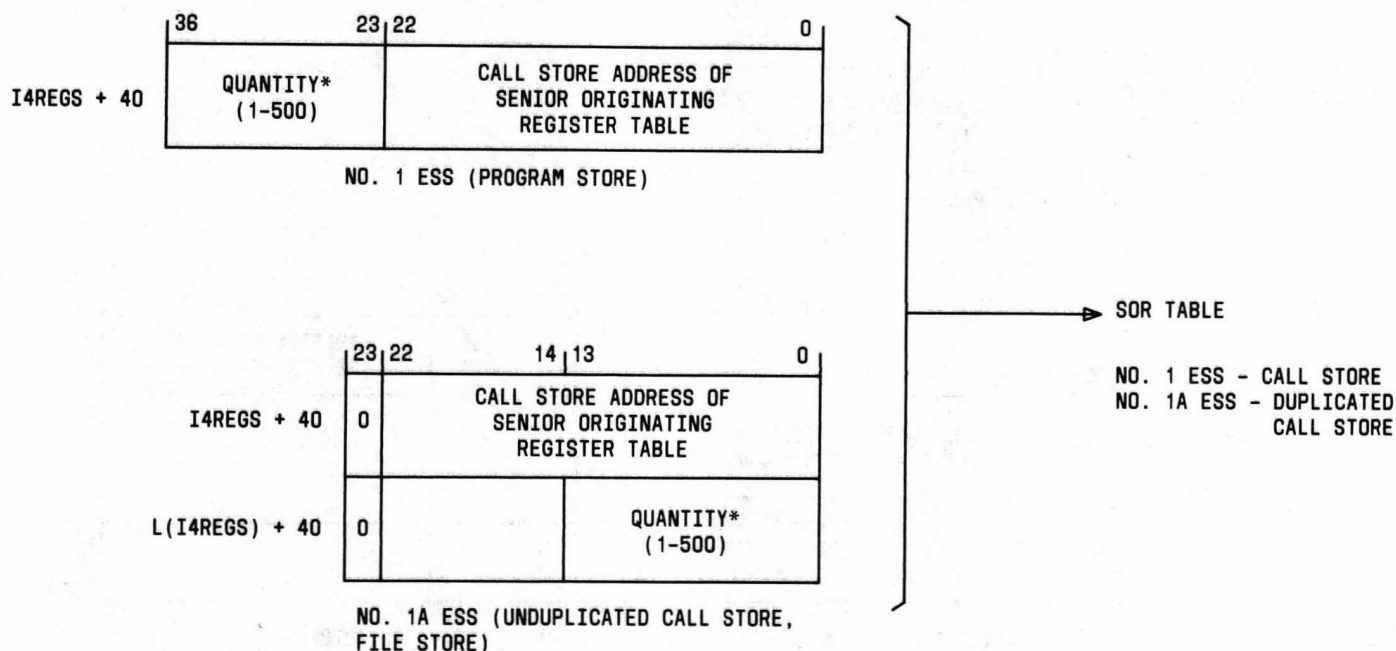 36 23 22 0
I4REGS + 40
QUANTITY*
(1-500)
CALL STORE ADDRESS OF
SENIOR ORIGINATING
REGISTER TABLE
NO. 1 ESS (PROGRAM STORE)
23 22 14 13 0
I4REGS + 40
0
CALL STORE ADDRESS OF
SENIOR ORIGINATING
REGISTER TABLE
L(I4REGS) + 40
0
QUANTITY*
(1-500)
NO. 1A ESS (UNDUPLICATED CALL STORE,
FILE STORE)
SOR TABLE
NO. 1 ESS - CALL STORE
NO. 1A ESS - DUPLICATED
CALL STORE